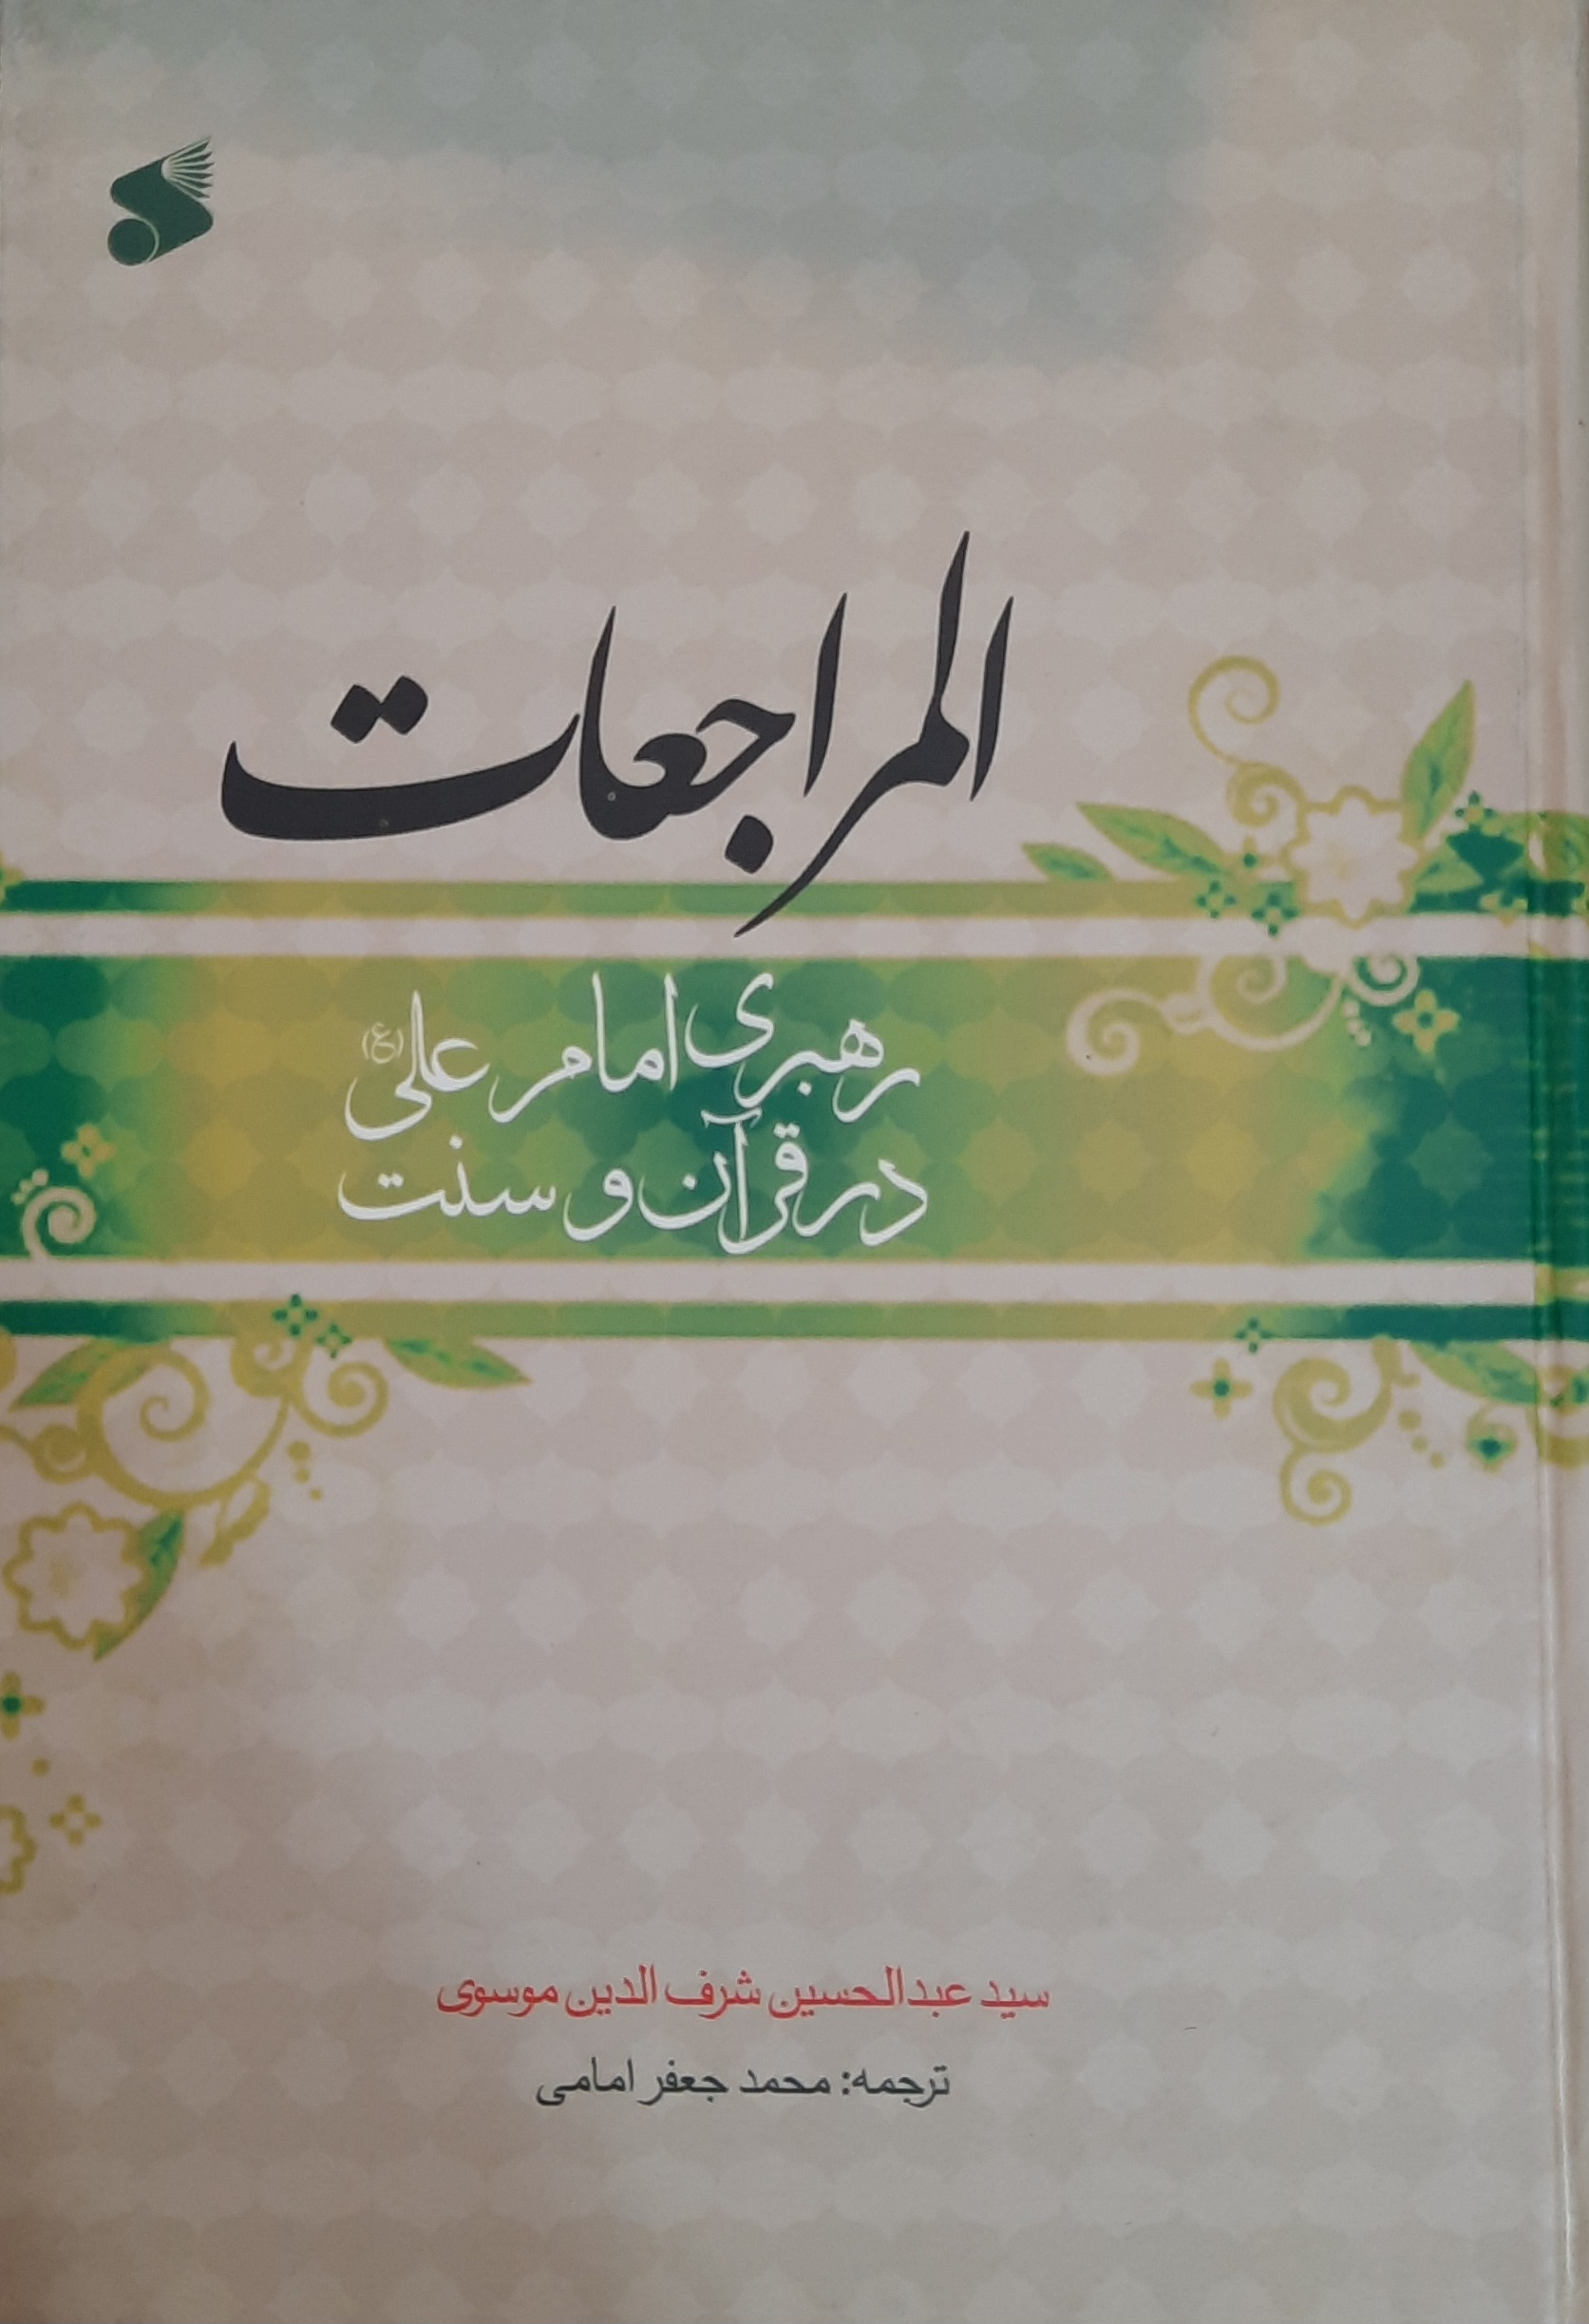 المراجعات
رهبری امام علی (ع)
در قرآن و سنت
سید عبدالحسین شرف الدین موسوی
ترجمه: محمد جعفر امامی